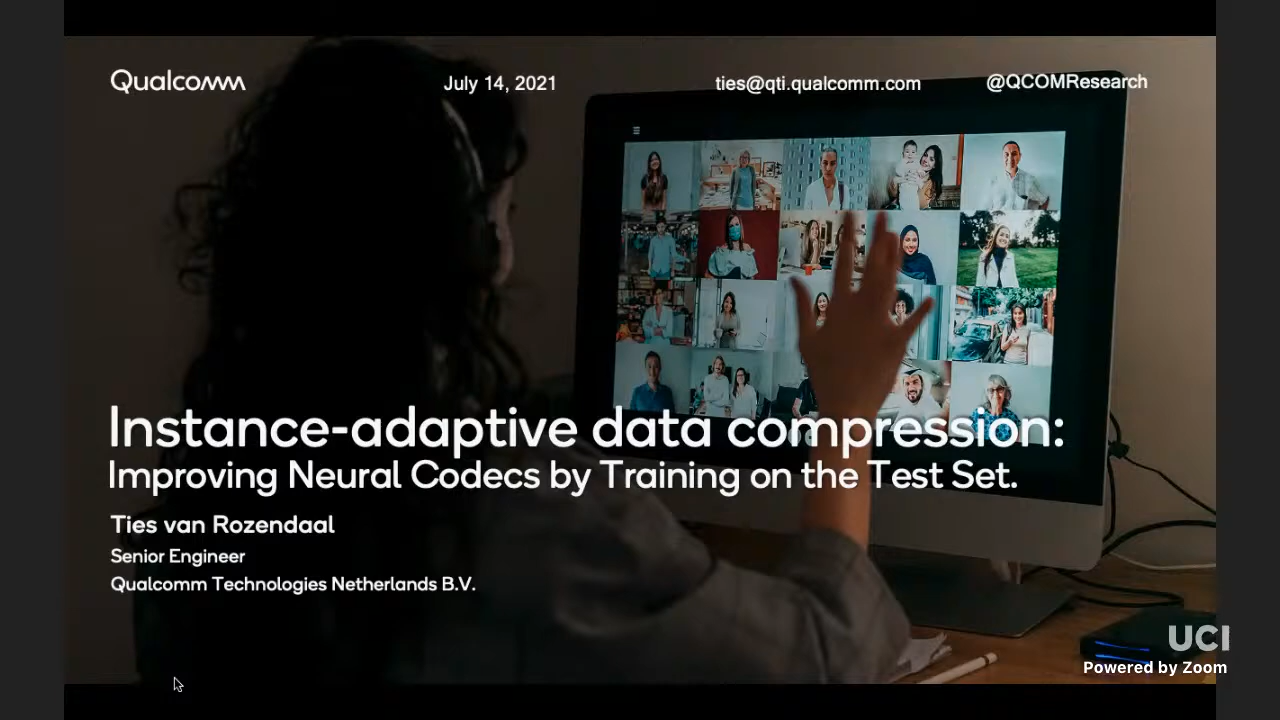 Qualcomm
July 14, 2021
ties@qti.qualcomm.com
@QCOMResearch
Instance-adaptive data compression:
Improving Neural Codecs by Training on the Test Set.
Ties van Rozendaal
Senior Engineer
Qualcomm Technologies Netherlands B.V.
UCI
Powered by Zoom